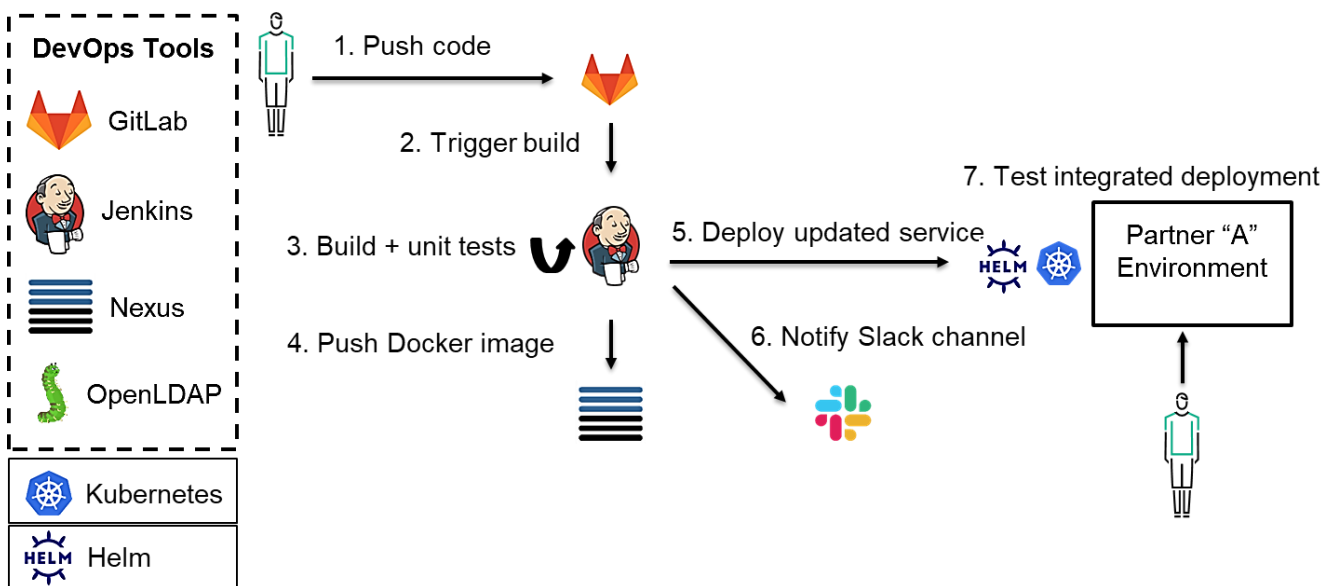 DevOps Tools
GitLab
Jenkins
Nexus
OpenLDAP
Kubernetes
HELM
Helm
1. Push code
2. Trigger build
3. Build + unit tests
4. Push Docker image
5. Deploy updated service
6. Notify Slack channel
7. Test integrated deployment
HELM
Partner “A”
Environment